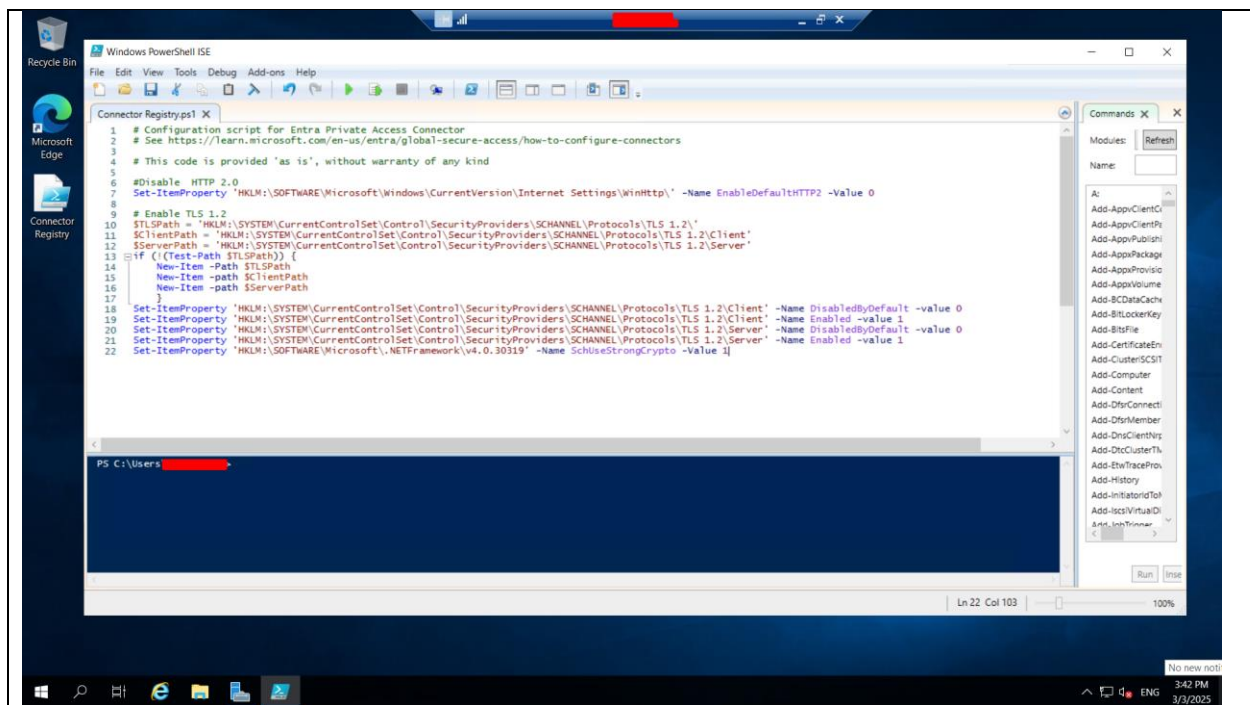 Recycle Bin
Microsoft Edge
Connector Registry
Windows PowerShell ISE
File Edit View Tools Debug Add-ons Help
Connector Registry.ps1 X
1 # Configuration script for Entra Private Access Connector
2 # See https://learn.microsoft.com/en-us/entra/global-secure-access/how-to-configure-connectors
3
4 # This code is provided 'as is', without warranty of any kind
5
6 #Disable HTTP 2.0
7 Set-ItemProperty 'HKLM:\SOFTWARE\Microsoft\Windows\CurrentVersion\Internet Settings\WinHttp\' -Name EnableDefaultHTTP2 -Value 0
8
9 # Enable TLS 1.2
10 $TLSPath = 'HKLM:\SYSTEM\CurrentControlSet\Control\SecurityProviders\SCHANNEL\Protocols\TLS 1.2\'
11 $ClientPath = 'HKLM:\SYSTEM\CurrentControlSet\Control\SecurityProviders\SCHANNEL\Protocols\TLS 1.2\Client'
12 $ServerPath = 'HKLM:\SYSTEM\CurrentControlSet\Control\SecurityProviders\SCHANNEL\Protocols\TLS 1.2\Server'
13 if (!(Test-Path $TLSPath)) {
14 New-Item -Path $TLSPath
15 New-Item -path $ClientPath
16 New-Item -path $ServerPath
17 }
18 Set-ItemProperty 'HKLM:\SYSTEM\CurrentControlSet\Control\SecurityProviders\SCHANNEL\Protocols\TLS 1.2\Client' -Name DisabledByDefault -value 0
19 Set-ItemProperty 'HKLM:\SYSTEM\CurrentControlSet\Control\SecurityProviders\SCHANNEL\Protocols\TLS 1.2\Client' -Name Enabled -value 1
20 Set-ItemProperty 'HKLM:\SYSTEM\CurrentControlSet\Control\SecurityProviders\SCHANNEL\Protocols\TLS 1.2\Server' -Name DisabledByDefault -value 0
21 Set-ItemProperty 'HKLM:\SYSTEM\CurrentControlSet\Control\SecurityProviders\SCHANNEL\Protocols\TLS 1.2\Server' -Name Enabled -value 1
22 Set-ItemProperty 'HKLM:\SOFTWARE\Microsoft\.NETFramework\v4.0.30319' -Name SchUseStrongCrypto -Value 1
PS C:\Users
Ln 22 Col 103
100%
Commands X
Modules: Refresh
Name:
A:
Add-AppvClientCo
Add-AppvClientPa
Add-AppvPublishi
Add-AppxPackage
Add-AppxProvisio
Add-AppxVolume
Add-BCDataCache
Add-BitLockerKey
Add-BitsFile
Add-CertificateEn
Add-ClusteriSCSIT
Add-Computer
Add-Content
Add-DfsrConnecti
Add-DfsrMember
Add-DnsClientNrp
Add-DtcClusterTM
Add-EtwTraceProv
Add-History
Add-InitiatorIdToM
Add-IscsiVirtualDi
Add-JobTrigger
Run Inse
No new noti
ENG
3:42 PM
3/3/2025